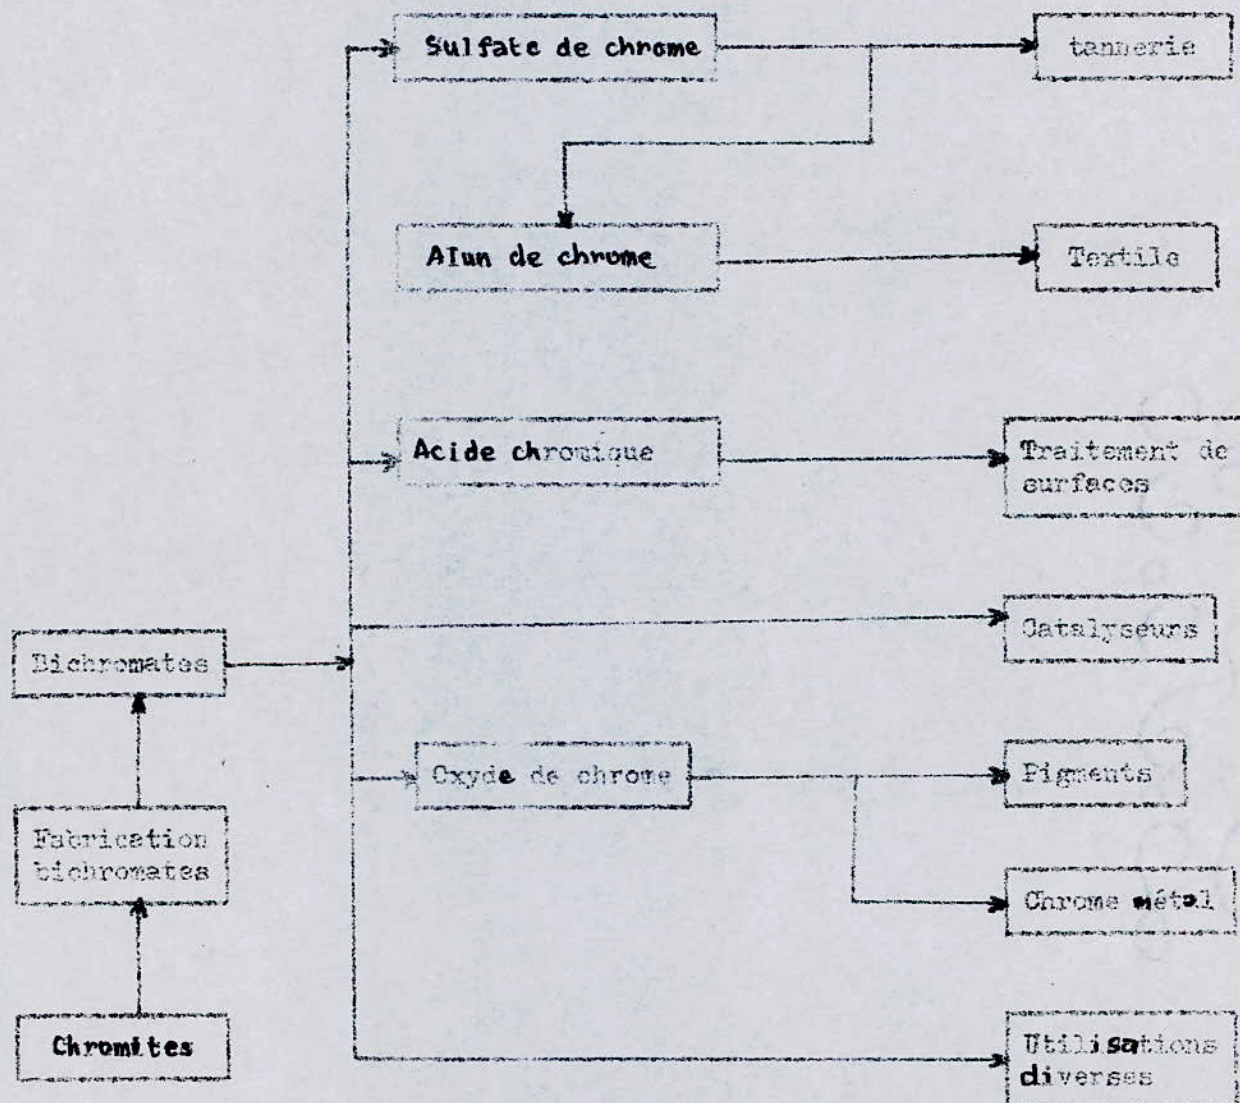 Sulfate de chrome
tannerie
Alun de chrome
Textile
Acide chromique
Traitement de
surfaces
Catalyseurs
Bichromates
Oxyde de chrome
Pigments
Fabrication
bichromates
Chrome métal
Chromites
Utilisations
diverses